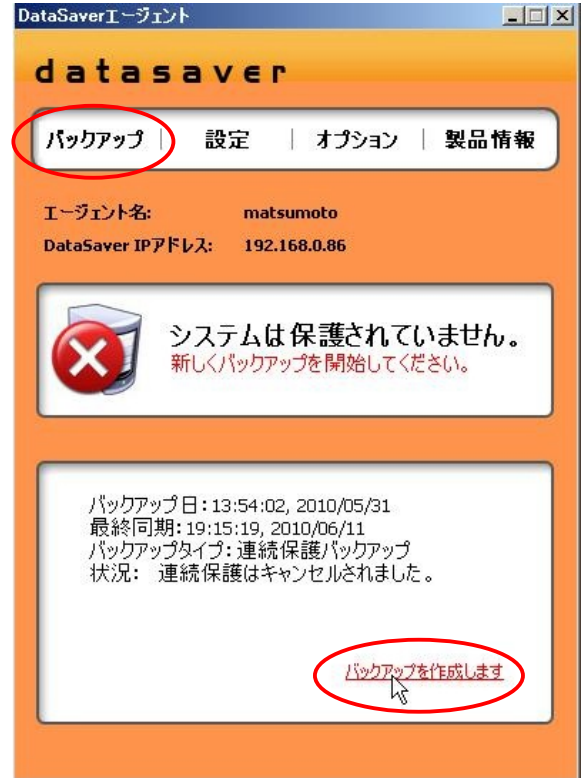 DataSaverエージェント
datasaver
バックアップ | 設定 | オプション | 製品情報
エージェント名: matsumoto
DataSaver IPアドレス: 192.168.0.86
システムは保護されていません。
新しくバックアップを開始してください。
バックアップ日:13:54:02, 2010/05/31
最終同期:19:15:19, 2010/06/11
バックアップタイプ:連続保護バックアップ
状況: 連続保護はキャンセルされました。
バックアップを作成します